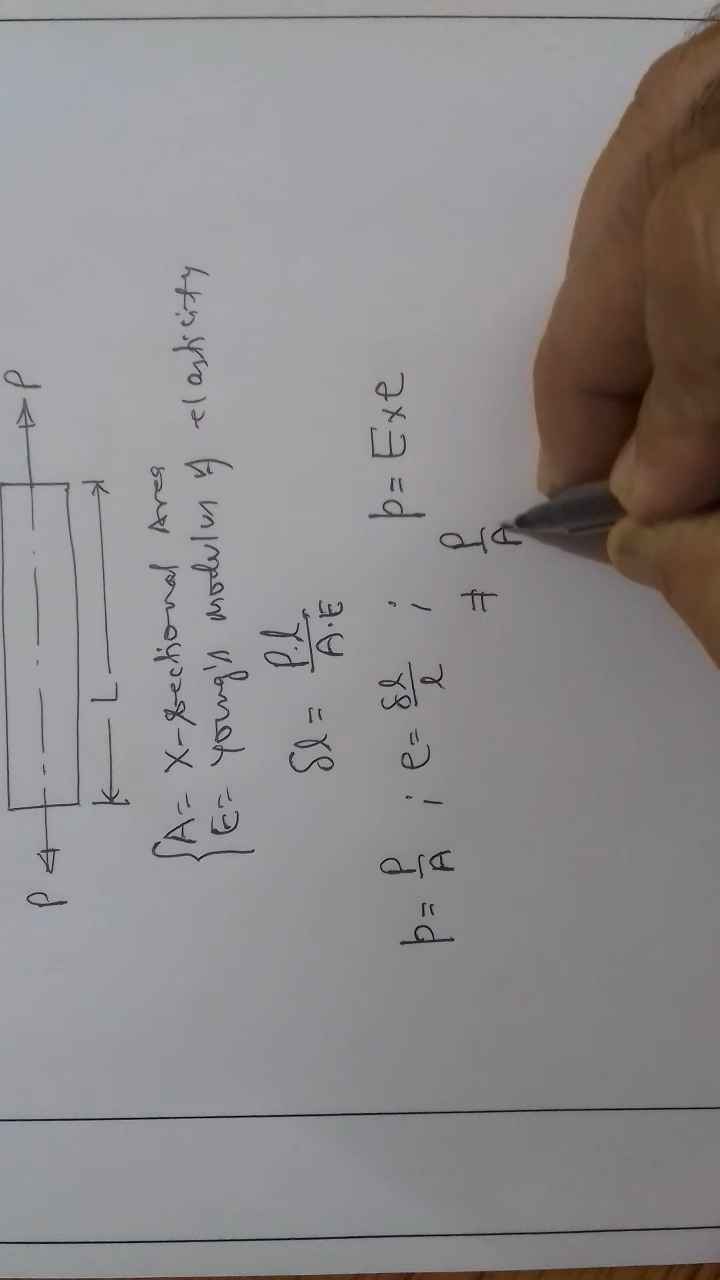 P P
L
A = X-sectional Area
E = Young's modulus of elasticity
δl = P.l/A.E
p = P/A ; e = δl/l ; p = E×e
⇒ P/A